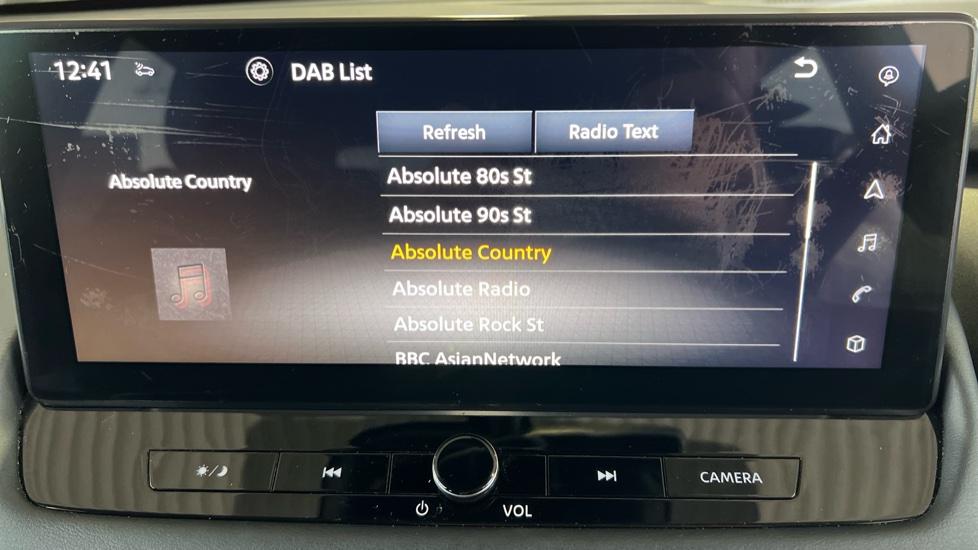 12:41 DAB List
Refresh Radio Text
Absolute Country
Absolute 80s St
Absolute 90s St
Absolute Country
Absolute Radio
Absolute Rock St
BBC AsianNetwork
CAMERA
VOL